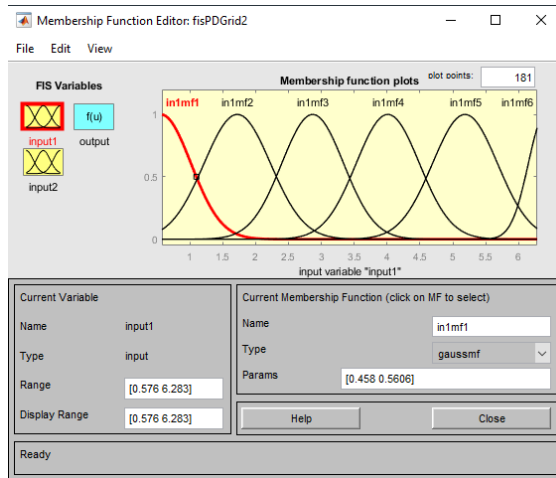 Membership Function Editor: fisPDGrid2
File Edit View
FIS Variables
f(u)
input1 output
input2
Membership function plots plot points: 181
in1mf1 in1mf2 in1mf3 in1mf4 in1mf5 in1mf6
1
0.5
0
1 1.5 2 2.5 3 3.5 4 4.5 5 5.5 6
input variable "input1"
Current Variable
Name input1
Type input
Range [0.576 6.283]
Display Range [0.576 6.283]
Current Membership Function (click on MF to select)
Name in1mf1
Type gaussmf
Params [0.458 0.5606]
Help Close
Ready